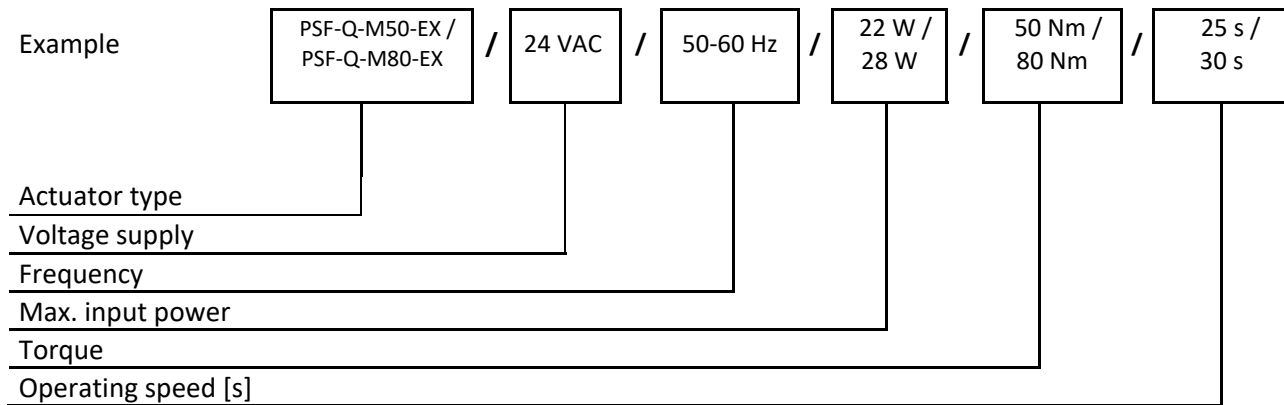 Example
PSF-Q-M50-EX /
PSF-Q-M80-EX
/
24 VAC
/
50-60 Hz
/
22 W /
28 W
/
50 Nm /
80 Nm
/
25 s /
30 s
Actuator type
Voltage supply
Frequency
Max. input power
Torque
Operating speed [s]